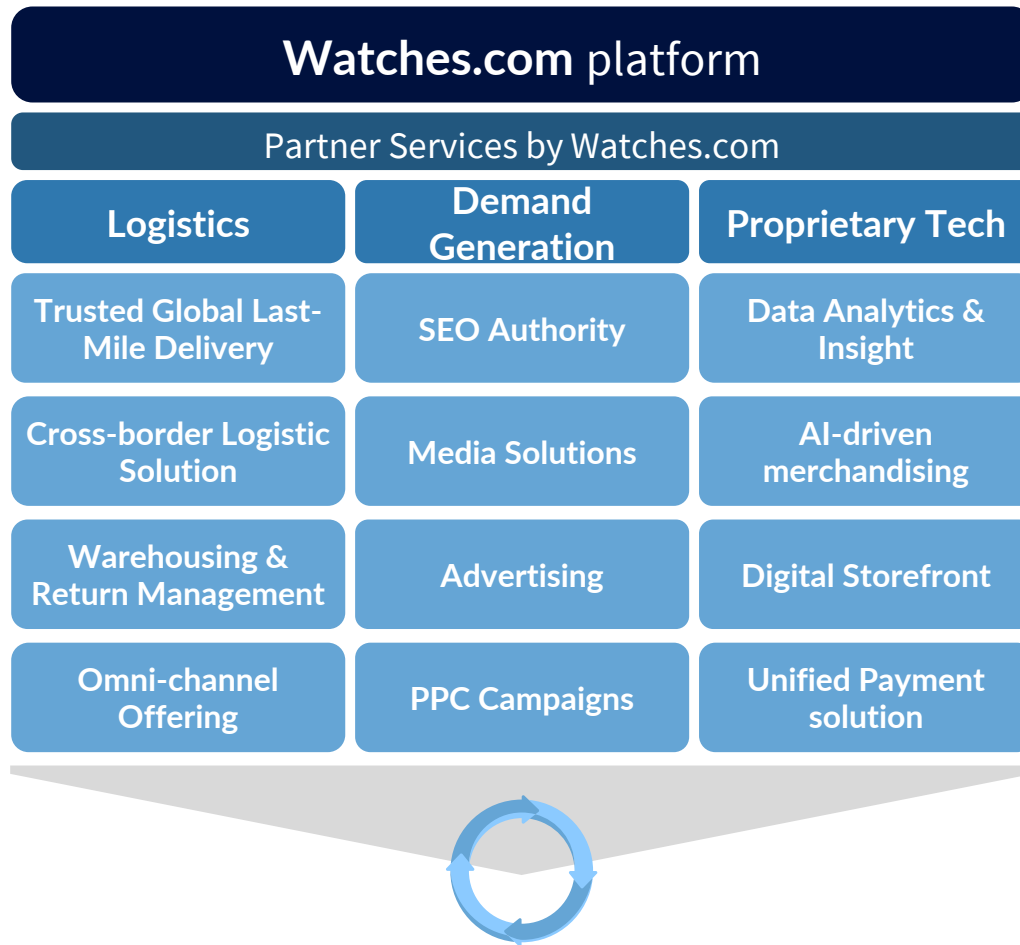 Watches.com platform
Partner Services by Watches.com
Logistics
Demand
Generation
Proprietary Tech
Trusted Global Last-
Mile Delivery
SEO Authority
Data Analytics &
Insight
Cross-border Logistic
Solution
Media Solutions
AI-driven
merchandising
Warehousing &
Return Management
Advertising
Digital Storefront
Omni-channel
Offering
PPC Campaigns
Unified Payment
solution